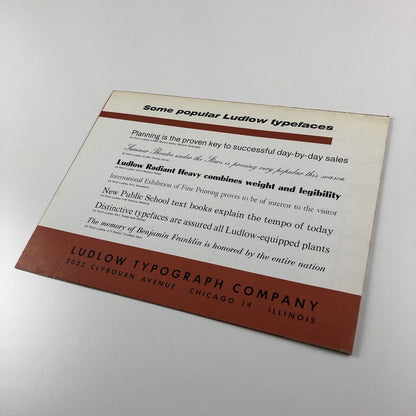 Some popular Ludlow typefaces
Planning is the proven key to successful day-by-day sales
Summer Theatre under the Stars is proving very popular this season
Ludlow Radiant Heavy combines weight and legibility
International Exhibition of Fine Printing proves to be of interest to the visitor
New Public School text books explain the tempo of today
Distinctive typefaces are assured all Ludlow-equipped plants
The memory of Benjamin Franklin is honored by the entire nation
LUDLOW TYPOGRAPH COMPANY
2032 CLYBOURN AVENUE · CHICAGO 14 · ILLINOIS